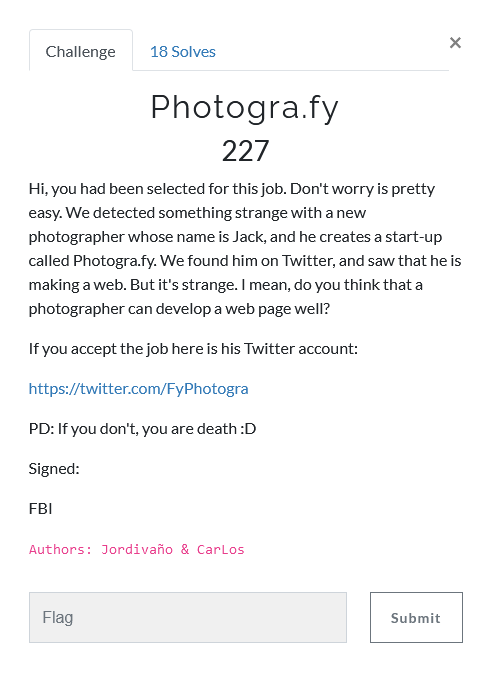 Challenge
18 Solves
×
Photogra.fy
227
Hi, you had been selected for this job. Don't worry is pretty
easy. We detected something strange with a new
photographer whose name is Jack, and he creates a start-up
called Photogra.fy. We found him on Twitter, and saw that he is
making a web. But it's strange. I mean, do you think that a
photographer can develop a web page well?
If you accept the job here is his Twitter account:
https://twitter.com/FyPhotogra
PD: If you don't, you are death :D
Signed:
FBI
Authors: Jordivaño & CarLos
Flag
Submit